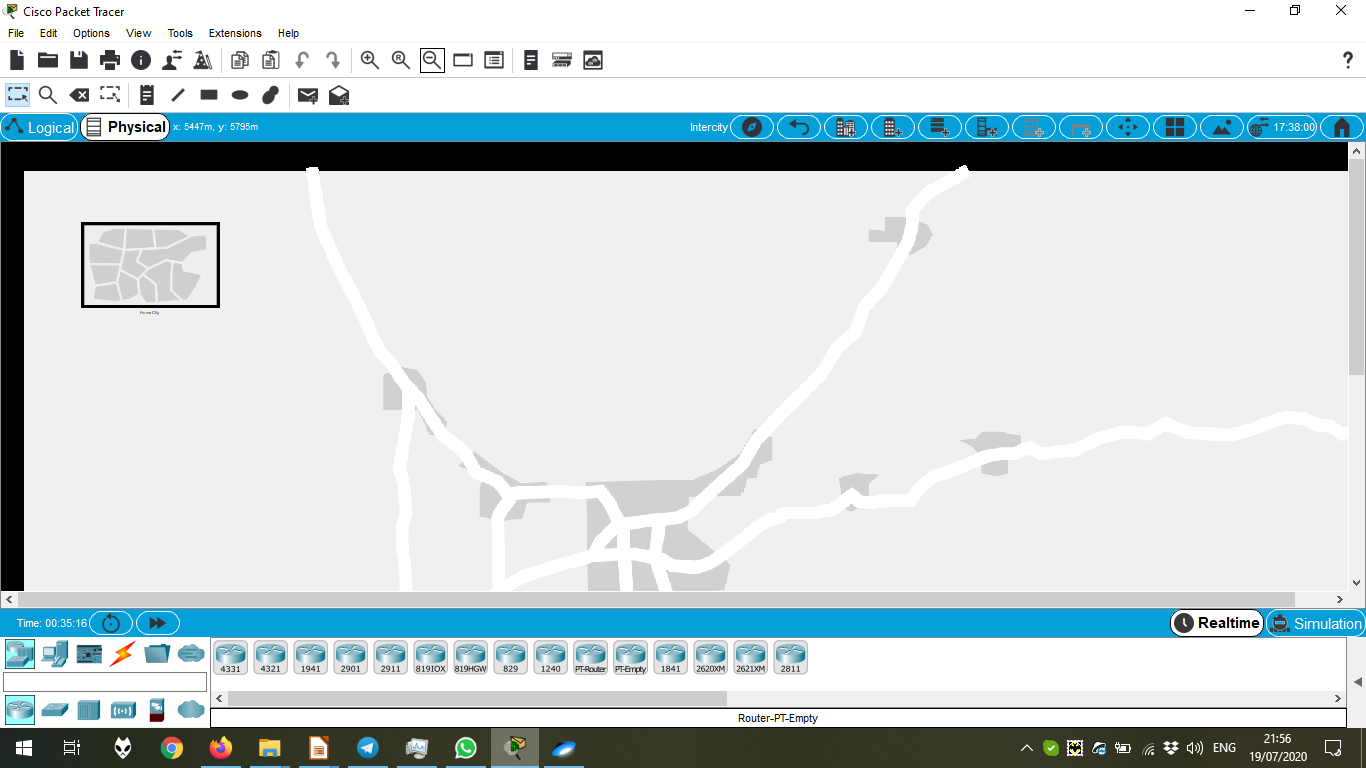 Cisco Packet Tracer
File Edit Options View Tools Extensions Help
Logical Physical x: 5447m, y: 5795m Intercity 17:38:00
Home City
Time: 00:35:16 Realtime Simulation
4331 4321 1941 2901 2911 819IOX 819HGW 829 1240 PT-Router PT-Empty 1841 2620XM 2621XM 2811
Router-PT-Empty
ENG 21:56
19/07/2020